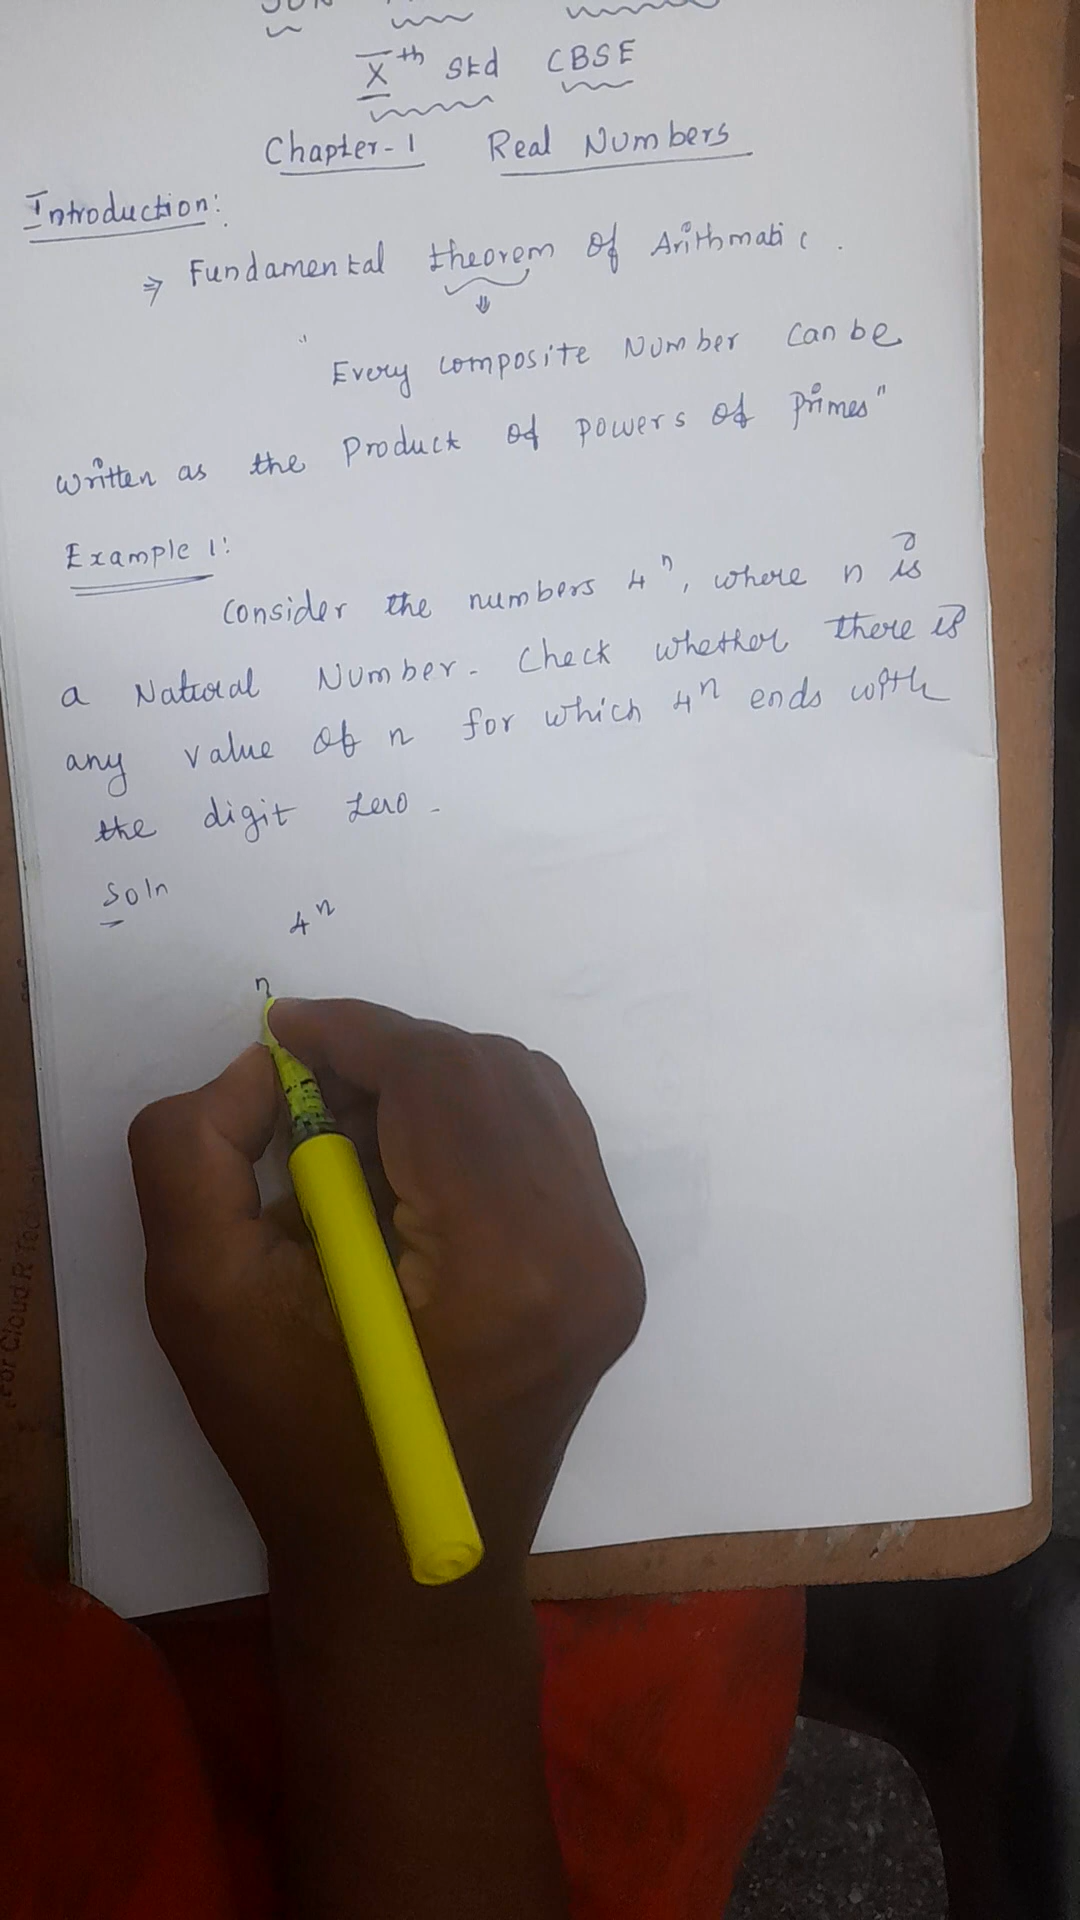 Xth Std CBSE
Chapter-1 Real Numbers
Introduction:
⇒ Fundamental theorem of Arithmatic.
⇓
"Every composite Number can be
written as the product of powers of primes"
Example 1:
Consider the numbers 4ⁿ, where n is
a Natural Number. Check whether there is
any value of n for which 4ⁿ ends with
the digit zero.
Soln
4ⁿ
n